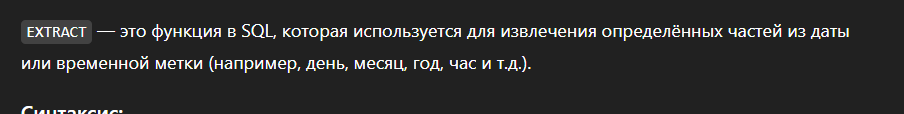 EXTRACT — это функция в SQL, которая используется для извлечения определённых частей из даты
или временной метки (например, день, месяц, год, час и т.д.).
Синтаксис: